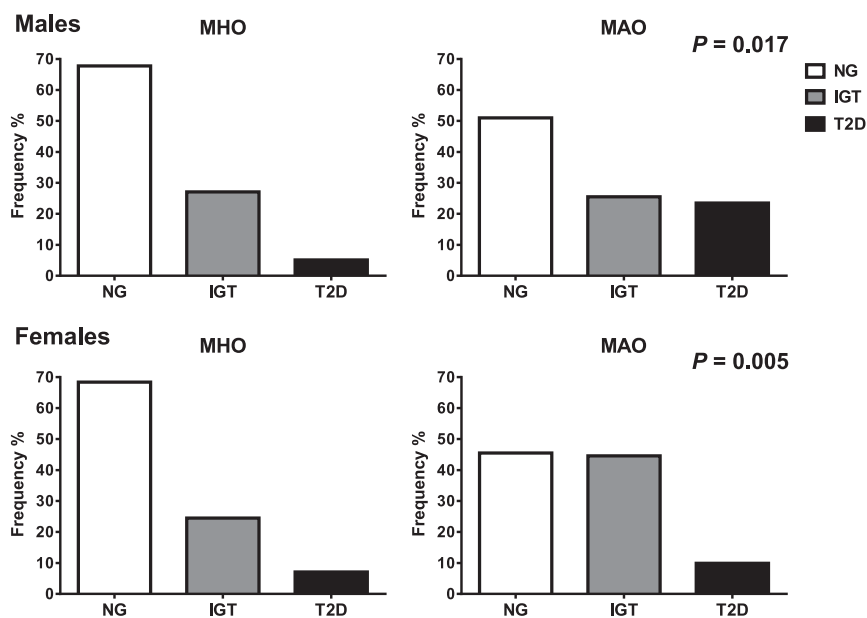 Males
MHO
MAO
P = 0.017
NG
IGT
T2D
Frequency %
70
60
50
40
30
20
10
0
NG IGT T2D
Frequency %
70
60
50
40
30
20
10
0
NG IGT T2D
Females
MHO
MAO
P = 0.005
Frequency %
70
60
50
40
30
20
10
0
NG IGT T2D
Frequency %
70
60
50
40
30
20
10
0
NG IGT T2D